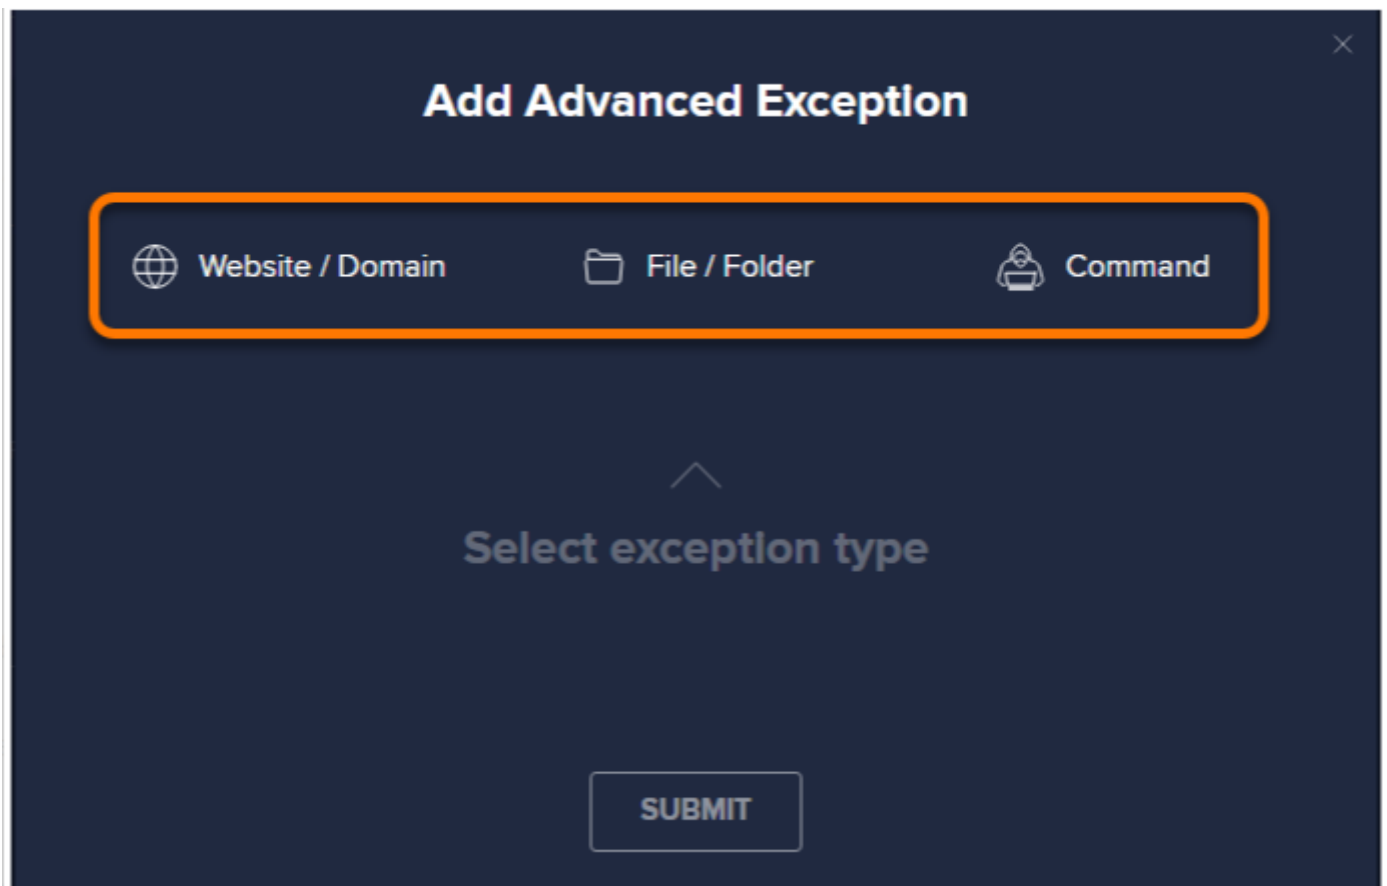 Add Advanced Exception
Website / Domain File / Folder Command
Select exception type
SUBMIT